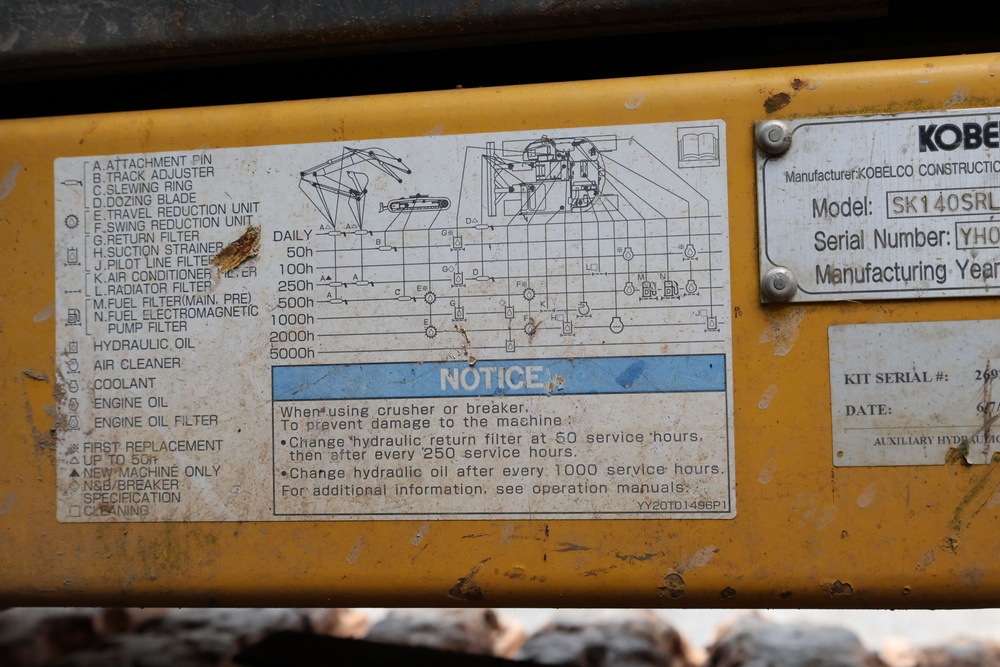 A.ATTACHMENT PIN
B.TRACK ADJUSTER
C.SLEWING RING
D.DOZING BLADE
E.TRAVEL REDUCTION UNIT
F.SWING REDUCTION UNIT
G.RETURN FILTER
H.SUCTION STRAINER
J.PILOT LINE FILTER
K.AIR CONDITIONER FILTER
L.RADIATOR FILTER
M.FUEL FILTER(MAIN, PRE)
N.FUEL ELECTROMAGNETIC
PUMP FILTER
HYDRAULIC OIL
AIR CLEANER
COOLANT
ENGINE OIL
ENGINE OIL FILTER
※FIRST REPLACEMENT
△UP TO 50H
▲NEW MACHINE ONLY
◇N&B/BREAKER
SPECIFICATION
□CLEANING
DAILY
50h
100h
250h
500h
1000h
2000h
5000h
NOTICE
When using crusher or breaker,
To prevent damage to the machine:
•Change hydraulic return filter at 50 service hours,
then after every 250 service hours.
•Change hydraulic oil after every 1000 service hours.
For additional information, see operation manuals.
YY20T01496P1
KOBE
Manufacturer:KOBELCO CONSTRUCTIO
Model: SK140SRL
Serial Number: YH0
Manufacturing Year
KIT SERIAL #: 269
DATE: 6/7
AUXILIARY HYDRAU